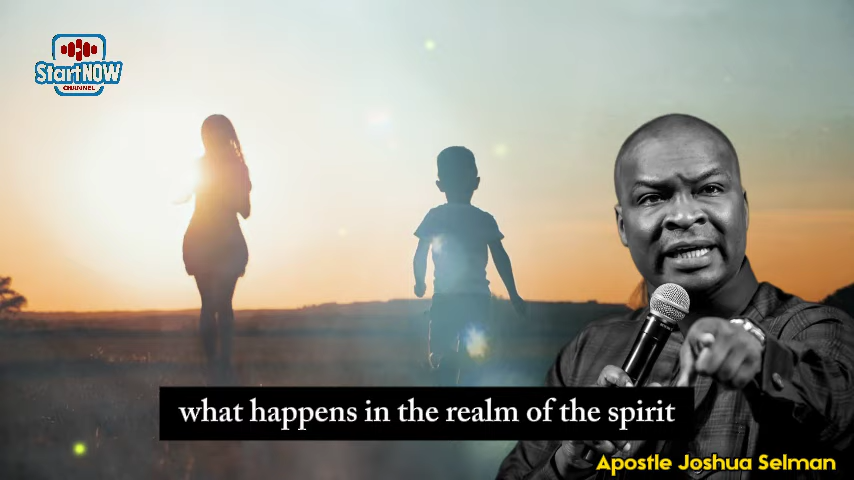 StartNOW
CHANNEL
what happens in the realm of the spirit
Apostle Joshua Selman